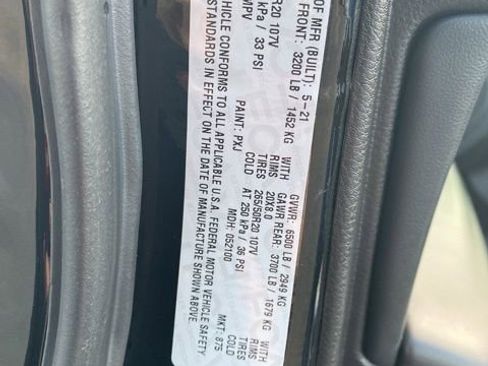 OF MFR (BUILT): 5-21 GVWR: 6500 LB / 2949 KG
FRONT: 3200 LB / 1452 KG WITH GAWR REAR: 3700 LB / 1679 KG WITH
RIMS 20X8.0 RIMS
R20 107V TIRES 265/50R20 107V TIRES
kPa / 33 PSI COLD AT 250 kPa / 36 PSI COLD
MPV PAINT: PXJ MDH: 052100 MKT: 875
VEHICLE CONFORMS TO ALL APPLICABLE U.S.A. FEDERAL MOTOR VEHICLE SAFETY
STANDARDS IN EFFECT ON THE DATE OF MANUFACTURE SHOWN ABOVE